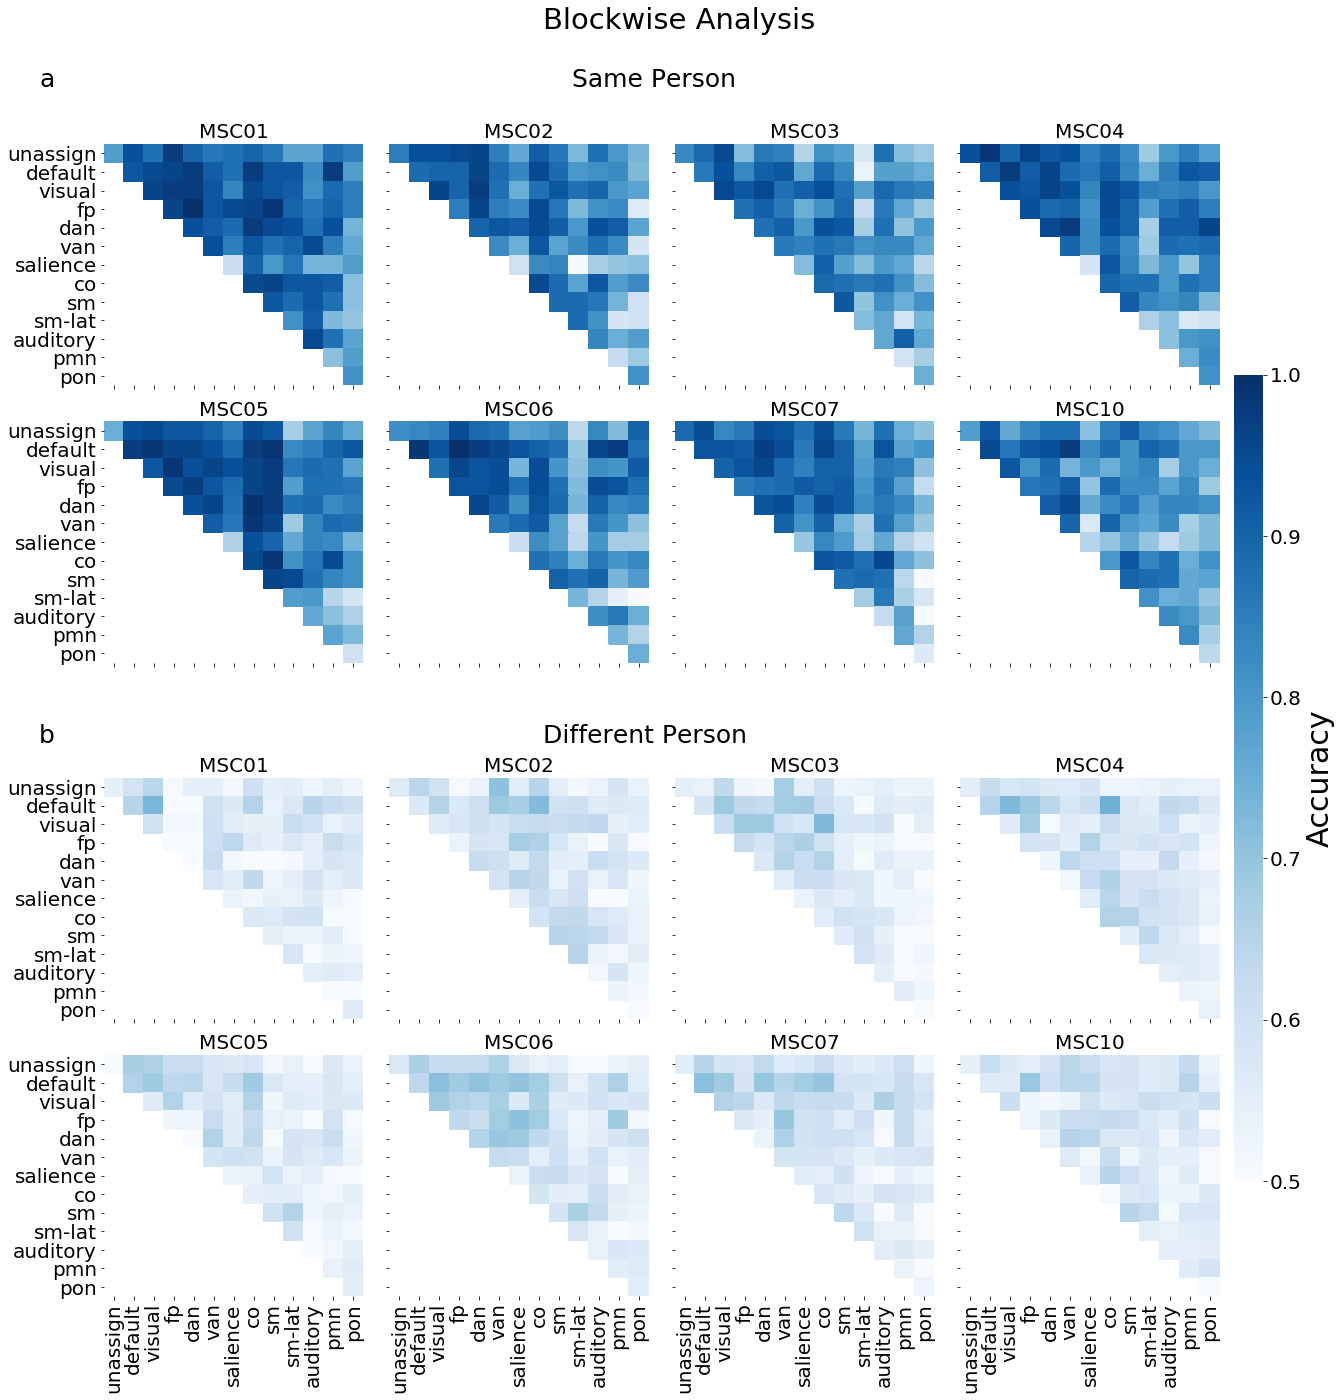 Blockwise Analysis
a
Same Person
MSC01 MSC02 MSC03 MSC04
unassign
default
visual
fp
dan
van
salience
co
sm
sm-lat
auditory
pmn
pon
MSC05 MSC06 MSC07 MSC10
unassign
default
visual
fp
dan
van
salience
co
sm
sm-lat
auditory
pmn
pon
b
Different Person
MSC01 MSC02 MSC03 MSC04
unassign
default
visual
fp
dan
van
salience
co
sm
sm-lat
auditory
pmn
pon
MSC05 MSC06 MSC07 MSC10
unassign
default
visual
fp
dan
van
salience
co
sm
sm-lat
auditory
pmn
pon
unassign default visual fp dan van salience co sm sm-lat auditory pmn pon
unassign default visual fp dan van salience co sm sm-lat auditory pmn pon
unassign default visual fp dan van salience co sm sm-lat auditory pmn pon
unassign default visual fp dan van salience co sm sm-lat auditory pmn pon
1.0
0.9
0.8
0.7
0.6
0.5
Accuracy